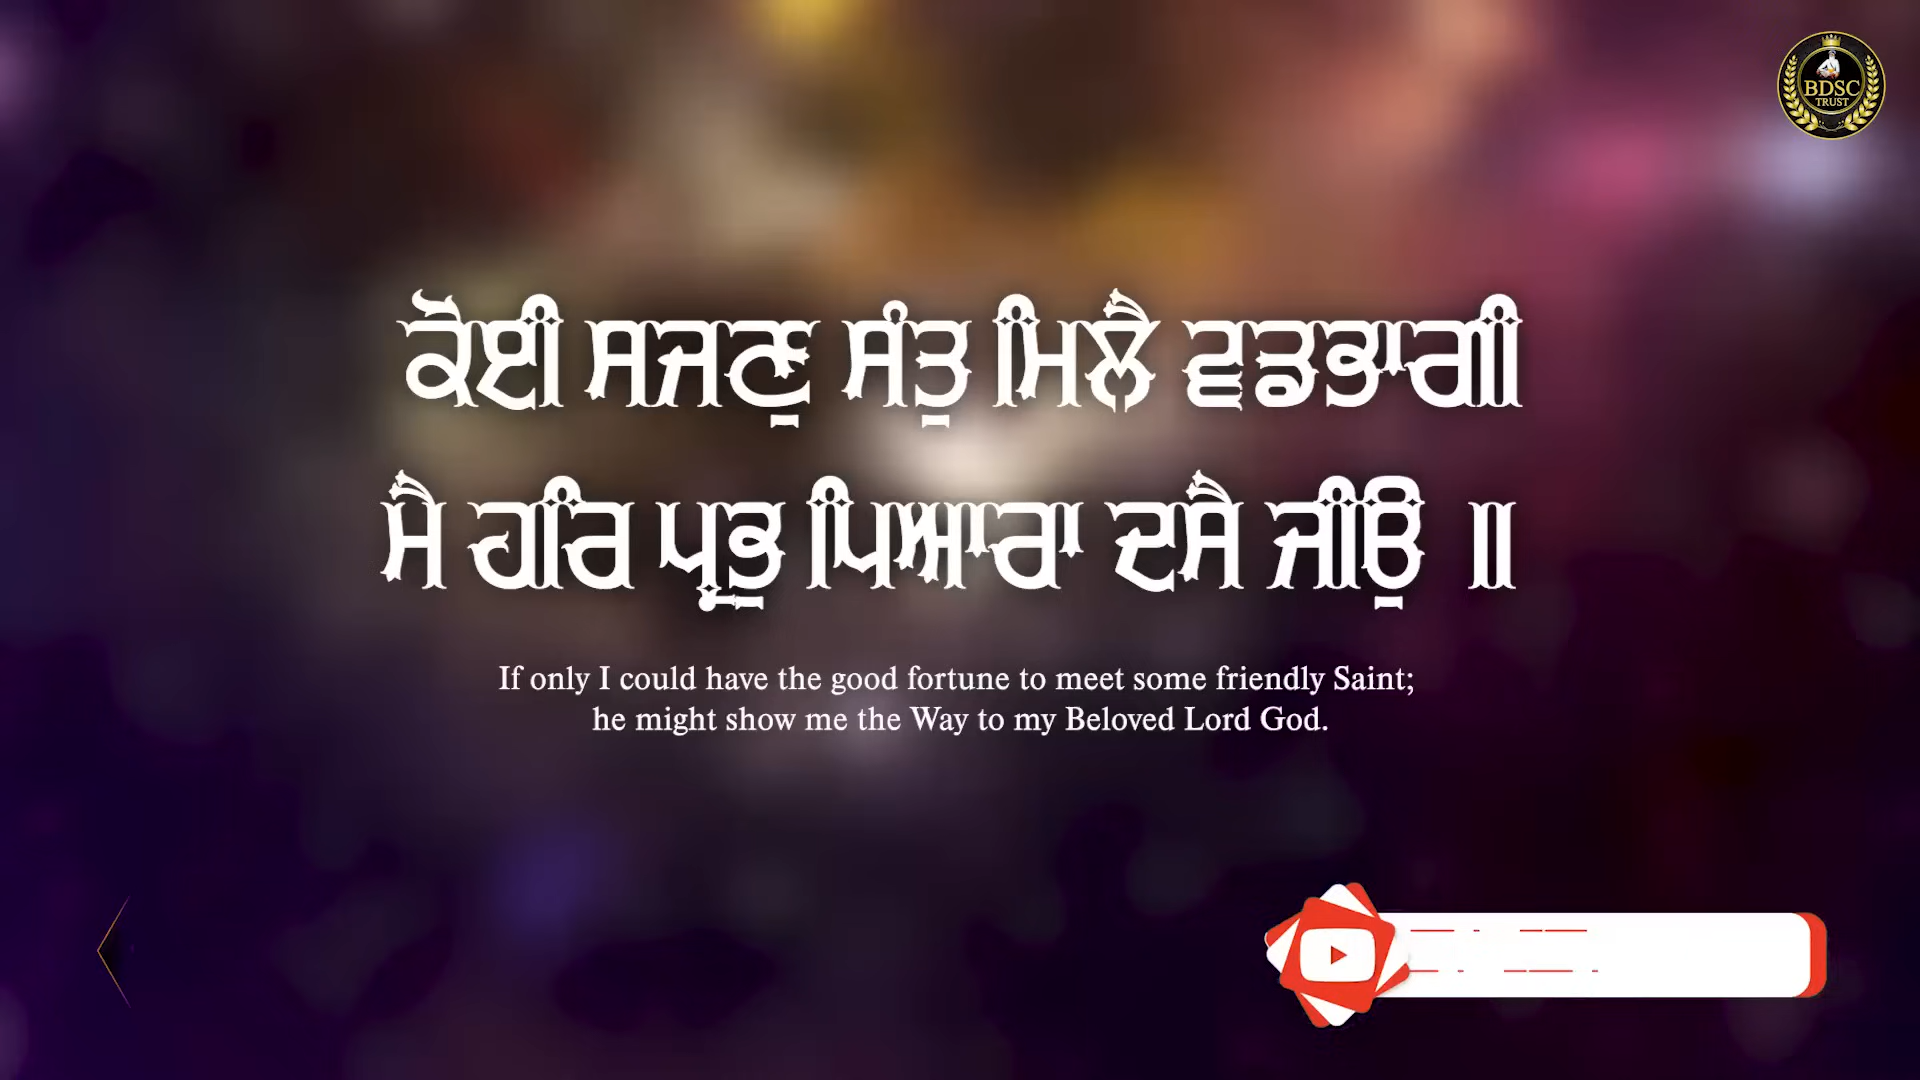 BDSC
TRUST
ਕੋਈ ਸਜਣੁ ਸੰਤੁ ਮਿਲੈ ਵਡਭਾਗੀ
ਮੈ ਹਰਿ ਪ੍ਰਭੁ ਪਿਆਰਾ ਦਸੈ ਜੀਉ ॥
If only I could have the good fortune to meet some friendly Saint;
he might show me the Way to my Beloved Lord God.